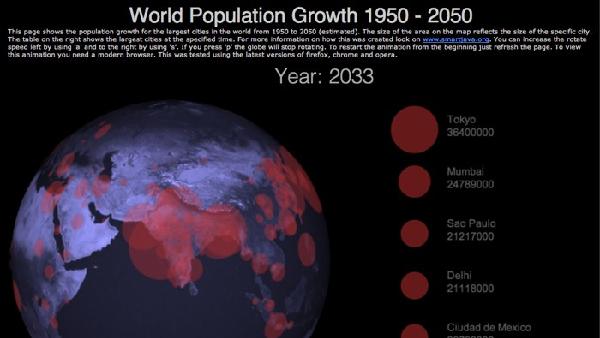 World Population Growth 1950 - 2050
This page shows the population growth for the largest cities in the world from 1950 to 2050 (estimated). The size of the area on the map reflects the size of the specific city
The table on the right shows the largest cities at the specified time. For more information on how this was created look on www.smartjava.org. You can increase the rotate
speed left by using 'a' and to the right by using 's'. If you press 'p' the globe will stop rotating. To restart the animation from the beginning just refresh the page. To view
this animation you need a modern browser. This was tested using the latest versions of firefox, chrome and opera.
Year: 2033
Tokyo
36400000
Mumbai
24789000
Sao Paulo
21217000
Delhi
21118000
Ciudad de Mexico